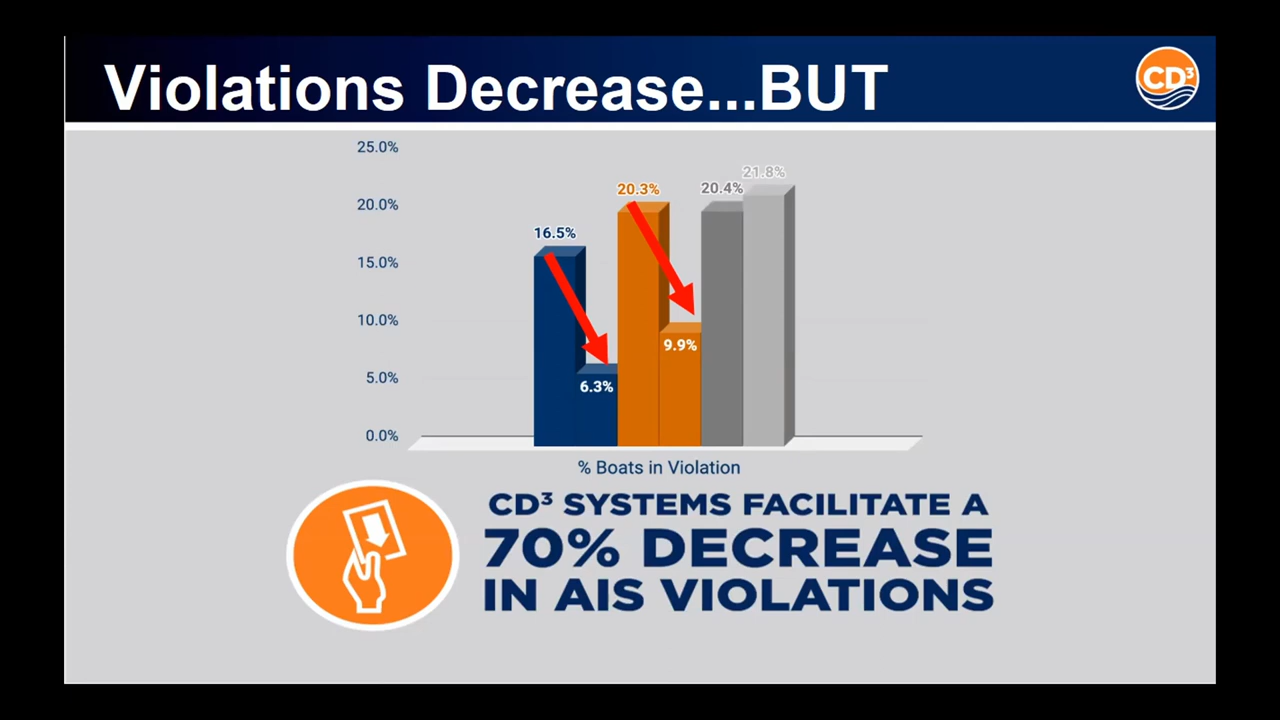 Violations Decrease...BUT
CD³
25.0%
20.0%
15.0%
10.0%
5.0%
0.0%
16.5%
6.3%
20.3%
9.9%
20.4%
21.8%
% Boats in Violation
CD³ SYSTEMS FACILITATE A
70% DECREASE
IN AIS VIOLATIONS